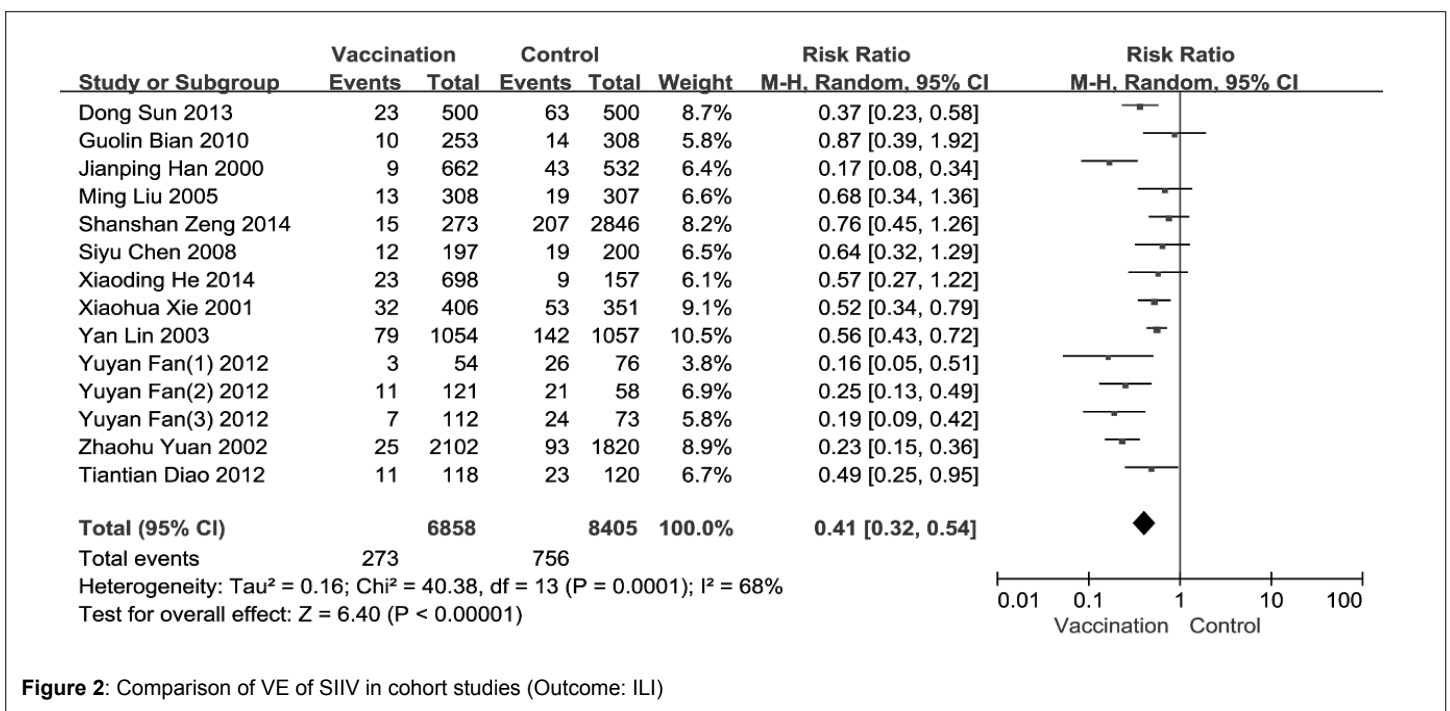 Vaccination Control Risk Ratio Risk Ratio
Study or Subgroup Events Total Events Total Weight M-H, Random, 95% CI M-H, Random, 95% CI
Dong Sun 2013 23 500 63 500 8.7% 0.37 [0.23, 0.58]
Guolin Bian 2010 10 253 14 308 5.8% 0.87 [0.39, 1.92]
Jianping Han 2000 9 662 43 532 6.4% 0.17 [0.08, 0.34]
Ming Liu 2005 13 308 19 307 6.6% 0.68 [0.34, 1.36]
Shanshan Zeng 2014 15 273 207 2846 8.2% 0.76 [0.45, 1.26]
Siyu Chen 2008 12 197 19 200 6.5% 0.64 [0.32, 1.29]
Xiaoding He 2014 23 698 9 157 6.1% 0.57 [0.27, 1.22]
Xiaohua Xie 2001 32 406 53 351 9.1% 0.52 [0.34, 0.79]
Yan Lin 2003 79 1054 142 1057 10.5% 0.56 [0.43, 0.72]
Yuyan Fan(1) 2012 3 54 26 76 3.8% 0.16 [0.05, 0.51]
Yuyan Fan(2) 2012 11 121 21 58 6.9% 0.25 [0.13, 0.49]
Yuyan Fan(3) 2012 7 112 24 73 5.8% 0.19 [0.09, 0.42]
Zhaohu Yuan 2002 25 2102 93 1820 8.9% 0.23 [0.15, 0.36]
Tiantian Diao 2012 11 118 23 120 6.7% 0.49 [0.25, 0.95]
Total (95% CI) 6858 8405 100.0% 0.41 [0.32, 0.54]
Total events 273 756
Heterogeneity: Tau² = 0.16; Chi² = 40.38, df = 13 (P = 0.0001); I² = 68%
Test for overall effect: Z = 6.40 (P < 0.00001)
0.01 0.1 1 10 100
Vaccination Control
Figure 2: Comparison of VE of SIIV in cohort studies (Outcome: ILI)